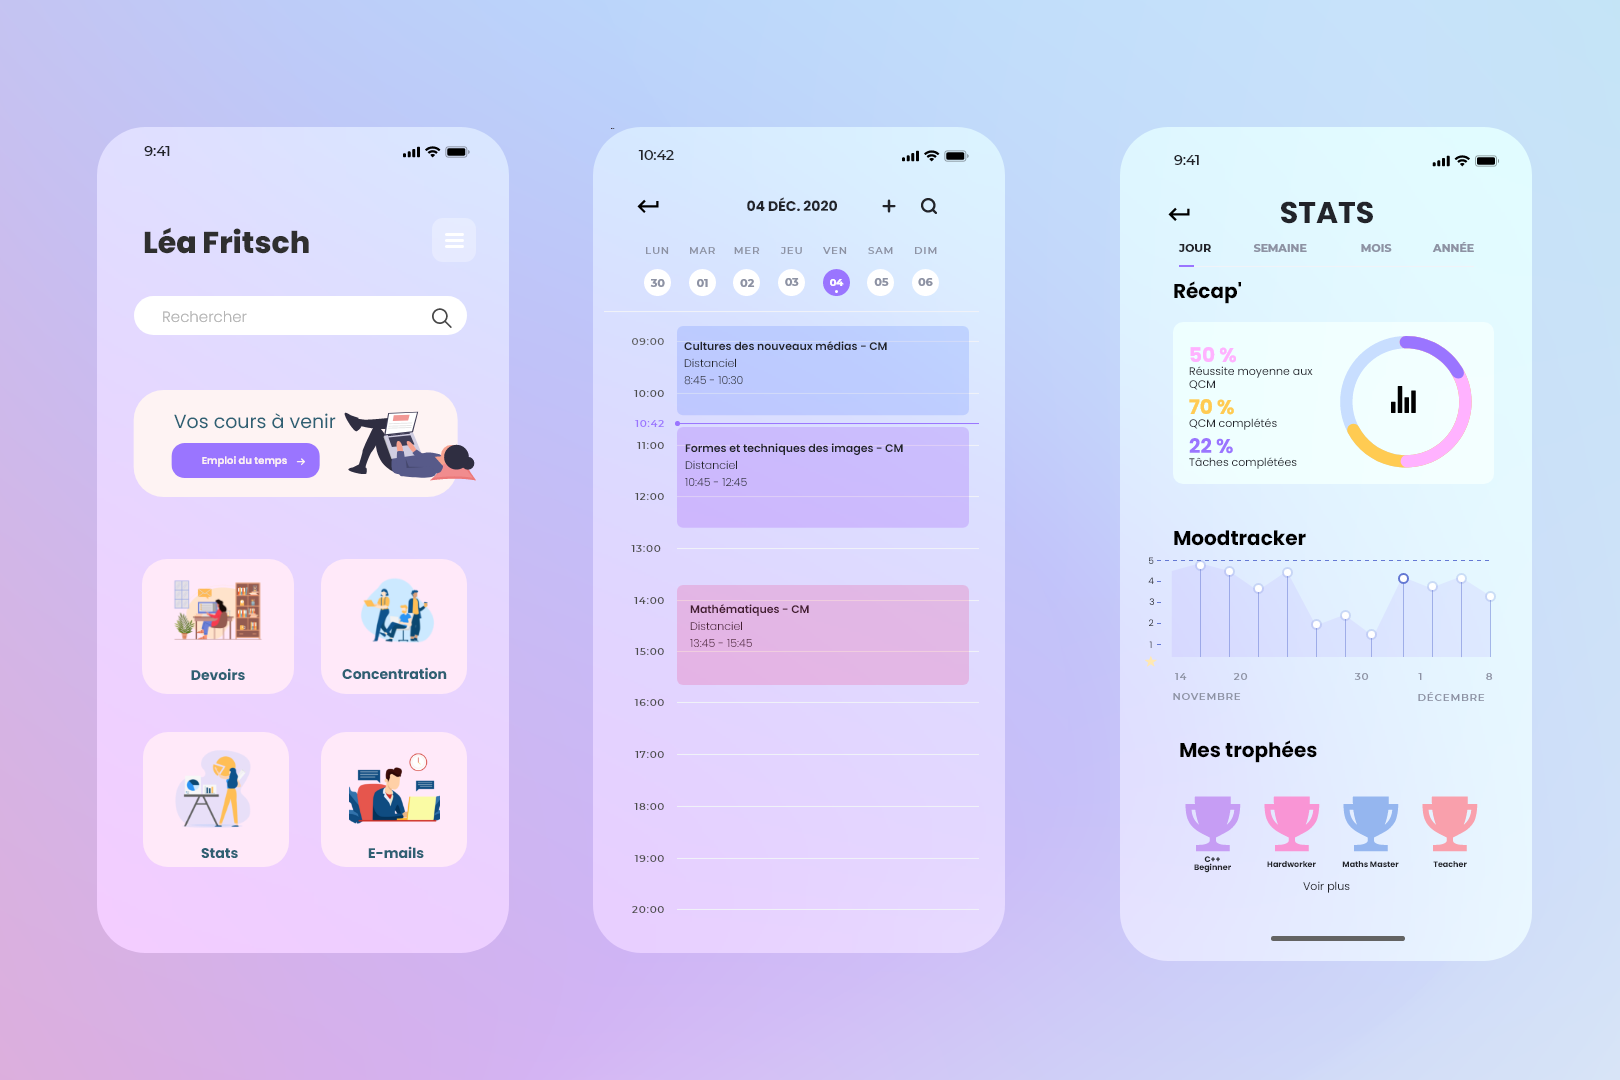 9:41
Léa Fritsch
Rechercher
Vos cours à venir
Emploi du temps →
Devoirs
Concentration
Stats
E-mails
10:42
04 DÉC. 2020
LUN MAR MER JEU VEN SAM DIM
30 01 02 03 04 05 06
09:00
Cultures des nouveaux médias - CM
Distanciel
8:45 - 10:30
10:00
10:42
11:00
Formes et techniques des images - CM
Distanciel
10:45 - 12:45
12:00
13:00
14:00
Mathématiques - CM
Distanciel
13:45 - 15:45
15:00
16:00
17:00
18:00
19:00
20:00
9:41
STATS
JOUR SEMAINE MOIS ANNÉE
Récap'
50 %
Réussite moyenne aux
QCM
70 %
QCM complétés
22 %
Tâches complétées
Moodtracker
5
4
3
2
1
14 20 30 1 8
NOVEMBRE DÉCEMBRE
Mes trophées
C++
Beginner
Hardworker
Maths Master
Teacher
Voir plus